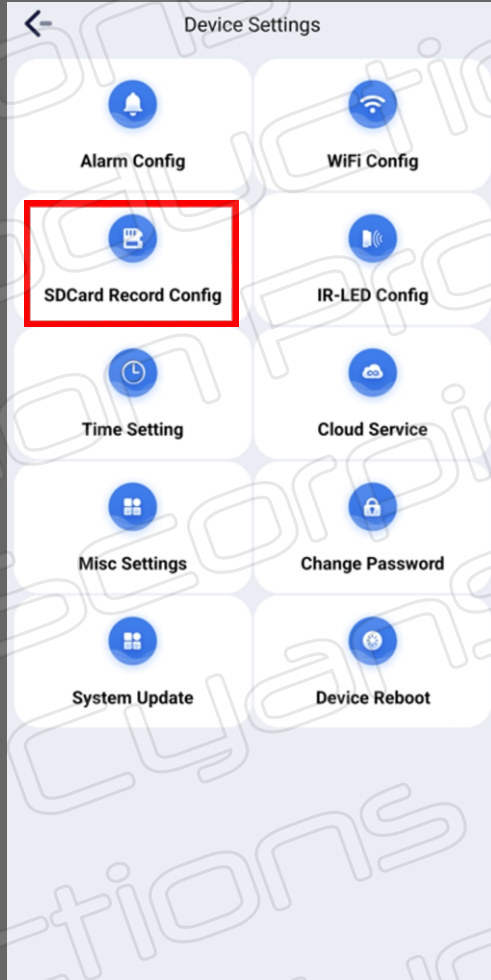 Device Settings
Alarm Config
WiFi Config
SDCard Record Config
IR-LED Config
Time Setting
Cloud Service
Misc Settings
Change Password
System Update
Device Reboot